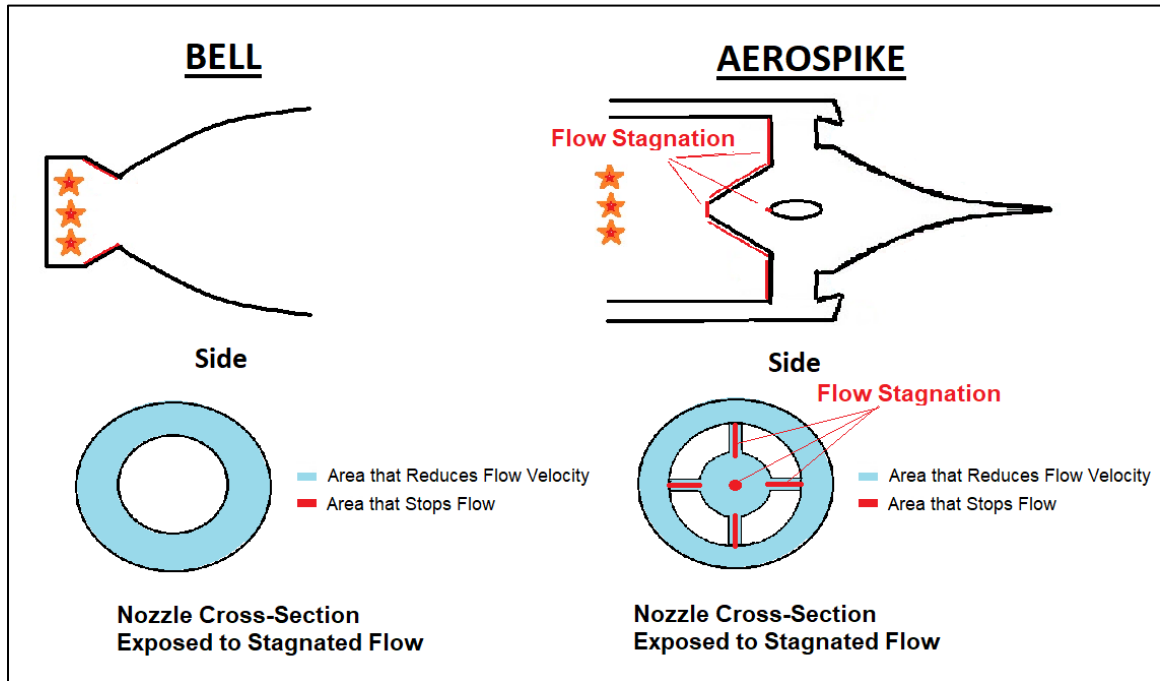 BELL
AEROSPIKE
Flow Stagnation
Side
Side
Flow Stagnation
Area that Reduces Flow Velocity
Area that Stops Flow
Area that Reduces Flow Velocity
Area that Stops Flow
Nozzle Cross-Section
Exposed to Stagnated Flow
Nozzle Cross-Section
Exposed to Stagnated Flow